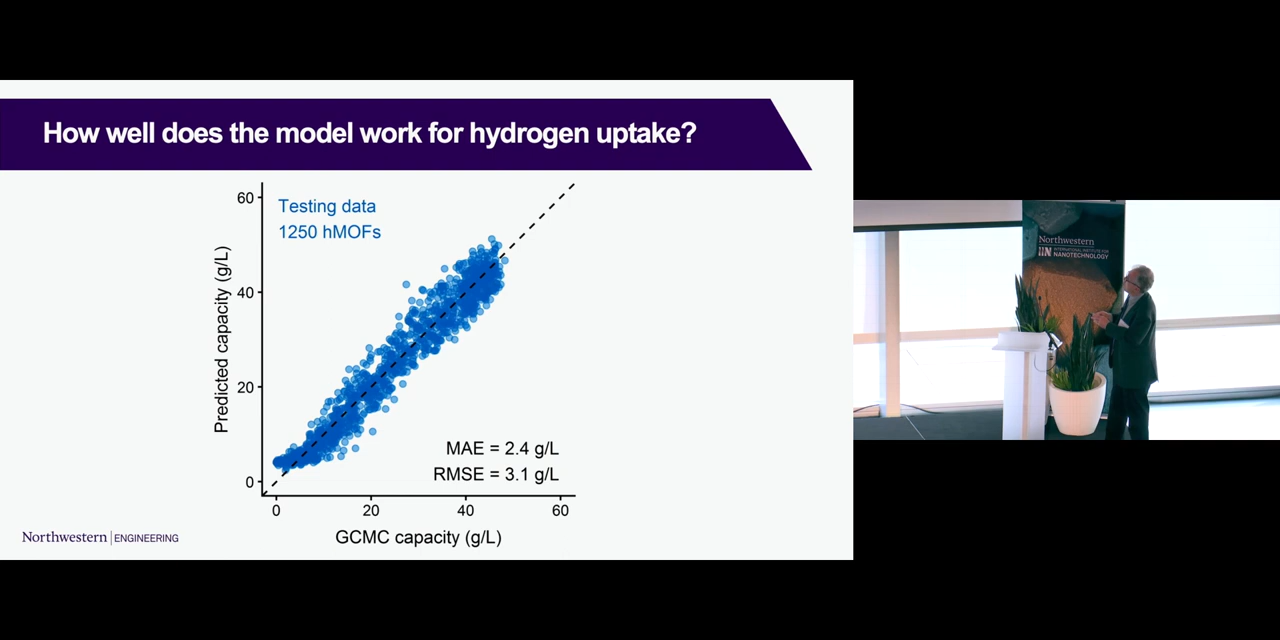 How well does the model work for hydrogen uptake?
Testing data
1250 hMOFs
Predicted capacity (g/L)
60
40
20
0
MAE = 2.4 g/L
RMSE = 3.1 g/L
0 20 40 60
GCMC capacity (g/L)
Northwestern | ENGINEERING
Northwestern
INTERNATIONAL INSTITUTE FOR
NANOTECHNOLOGY